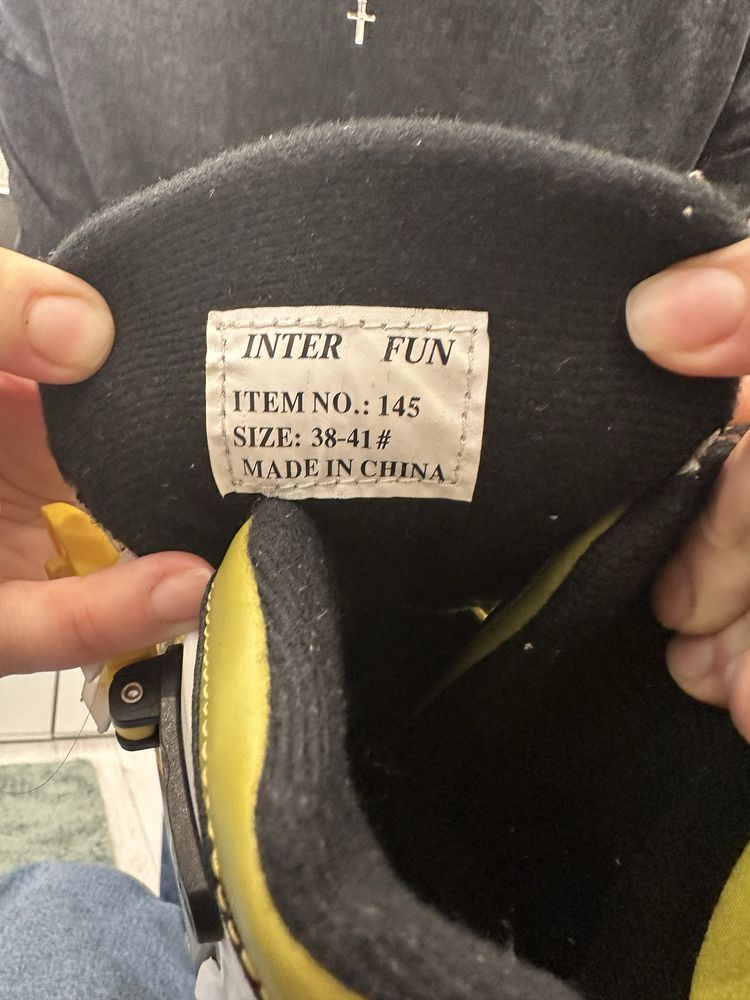 INTER FUN
ITEM NO.: 145
SIZE: 38-41#
MADE IN CHINA